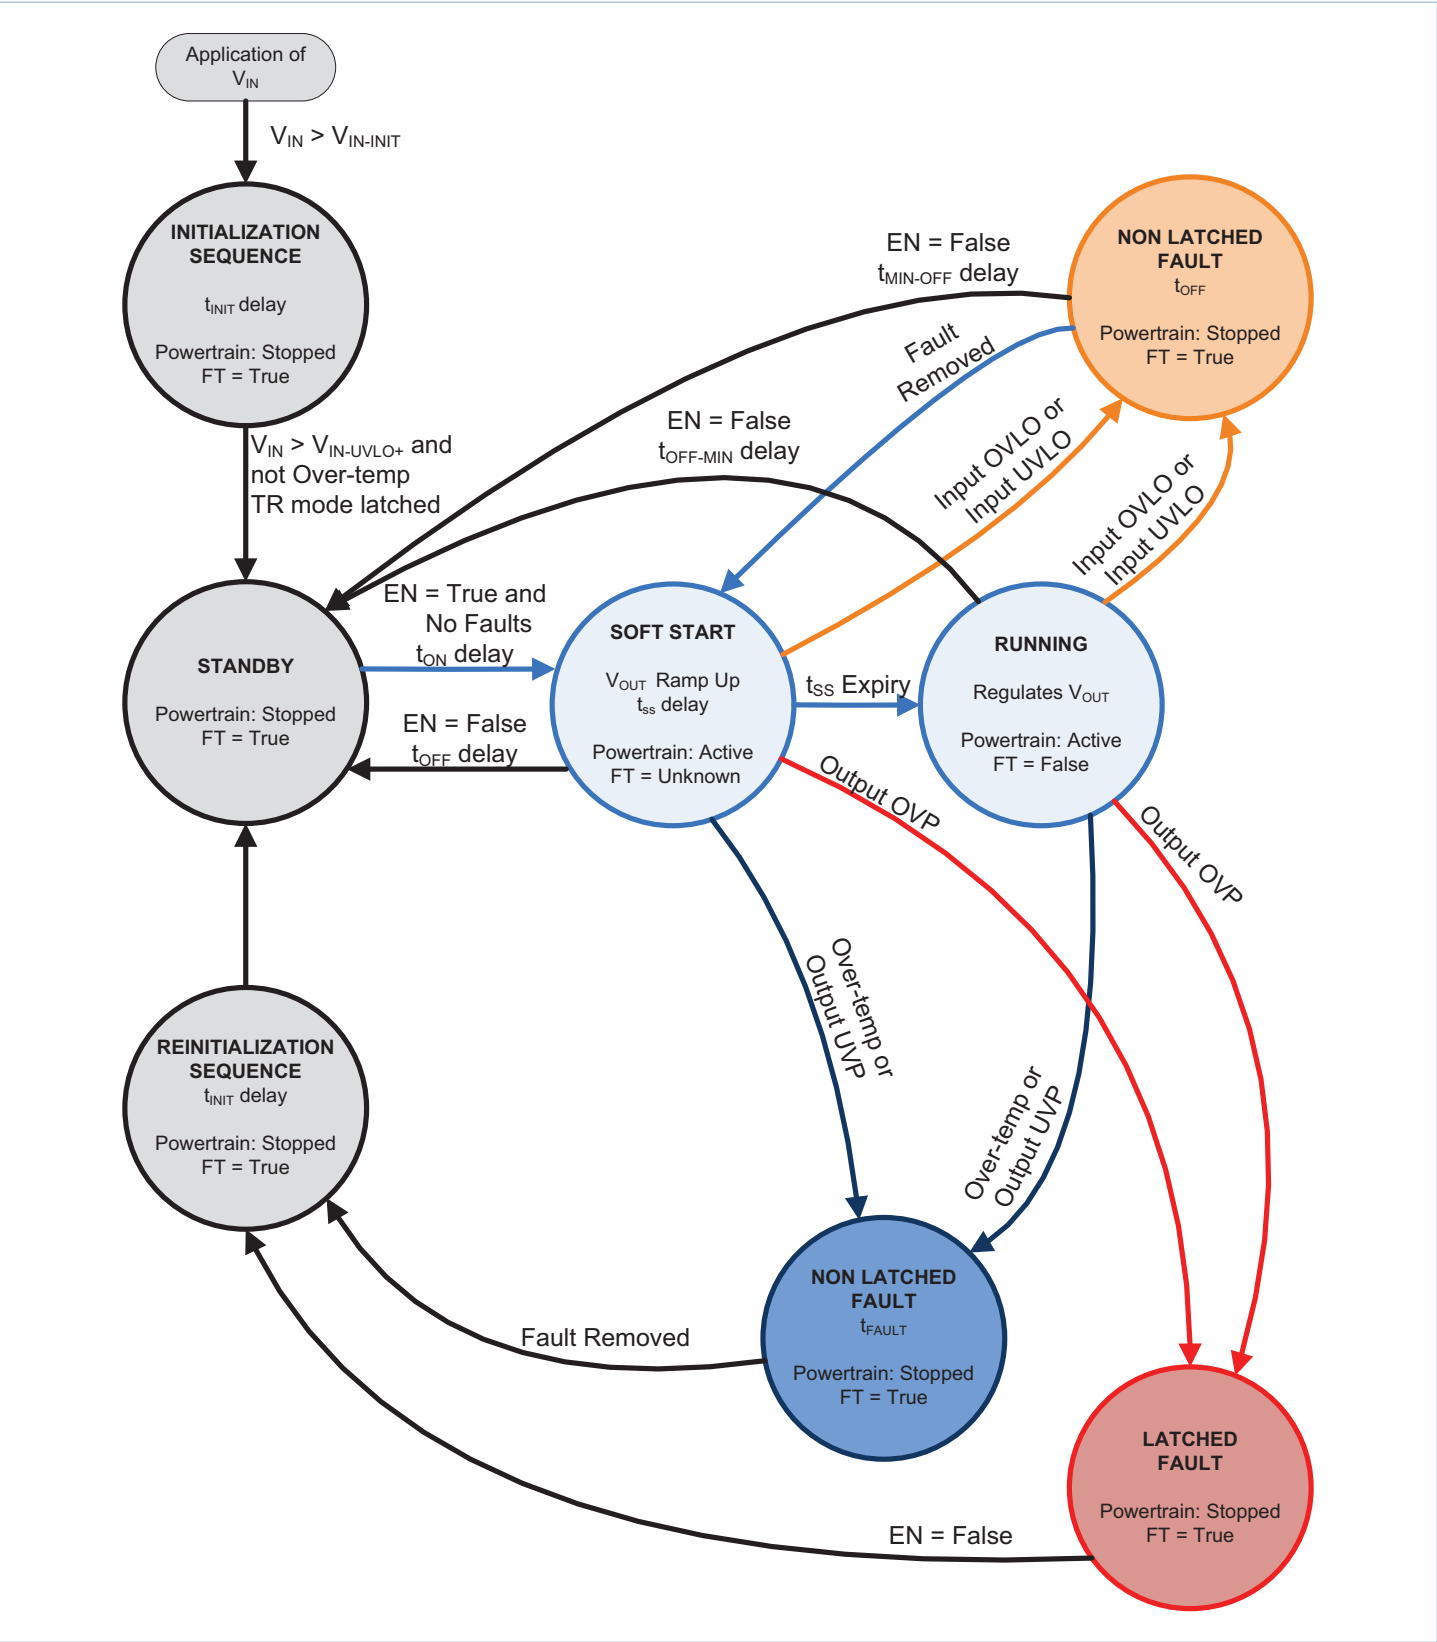 Application of
VIN
VIN > VIN-INIT
INITIALIZATION
SEQUENCE
tINIT delay
Powertrain: Stopped
FT = True
VIN > VIN-UVLO+ and
not Over-temp
TR mode latched
EN = False
tMIN-OFF delay
NON LATCHED
FAULT
tOFF
Powertrain: Stopped
FT = True
Fault
Removed
EN = False
tOFF-MIN delay
Input OVLO or
Input UVLO
Input OVLO or
Input UVLO
STANDBY
Powertrain: Stopped
FT = True
EN = True and
No Faults
tON delay
EN = False
tOFF delay
SOFT START
VOUT Ramp Up
tss delay
Powertrain: Active
FT = Unknown
tSS Expiry
RUNNING
Regulates VOUT
Powertrain: Active
FT = False
Output OVP
Output OVP
Over-temp or
Output UVP
Over-temp or
Output UVP
REINITIALIZATION
SEQUENCE
tINIT delay
Powertrain: Stopped
FT = True
Fault Removed
NON LATCHED
FAULT
tFAULT
Powertrain: Stopped
FT = True
EN = False
LATCHED
FAULT
Powertrain: Stopped
FT = True